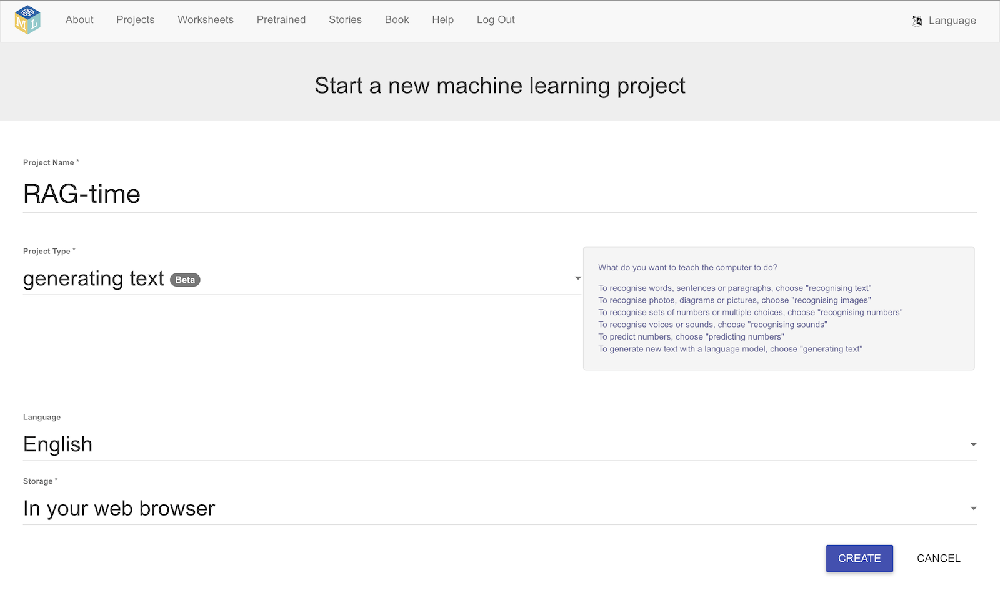 M L
About Projects Worksheets Pretrained Stories Book Help Log Out Language
Start a new machine learning project
Project Name *
RAG-time
Project Type *
generating text Beta
What do you want to teach the computer to do?
To recognise words, sentences or paragraphs, choose "recognising text"
To recognise photos, diagrams or pictures, choose "recognising images"
To recognise sets of numbers or multiple choices, choose "recognising numbers"
To recognise voices or sounds, choose "recognising sounds"
To predict numbers, choose "predicting numbers"
To generate new text with a language model, choose "generating text"
Language
English
Storage *
In your web browser
CREATE CANCEL